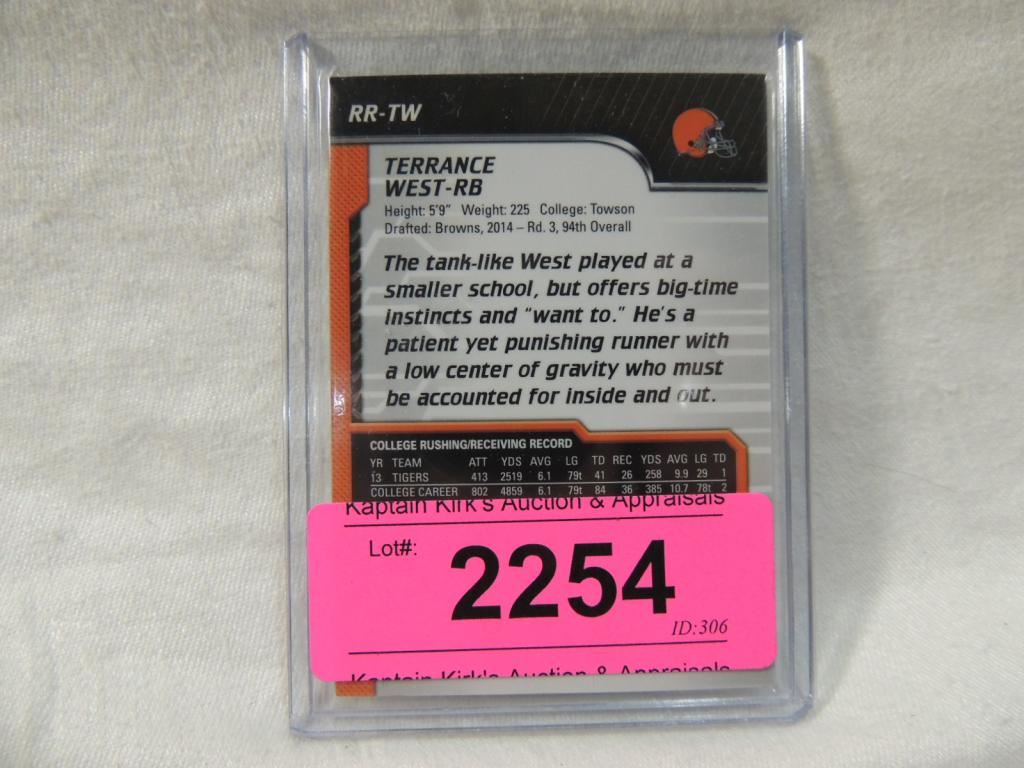 RR-TW
TERRANCE
WEST-RB
Height: 5'9" Weight: 225 College: Towson
Drafted: Browns, 2014 – Rd. 3, 94th Overall
The tank-like West played at a
smaller school, but offers big-time
instincts and "want to." He's a
patient yet punishing runner with
a low center of gravity who must
be accounted for inside and out.
COLLEGE RUSHING/RECEIVING RECORD
YR TEAM ATT YDS AVG LG TD REC YDS AVG LG TD
13 TIGERS 413 2519 6.1 79t 41 26 258 9.9 29 1
COLLEGE CAREER 802 4859 6.1 79t 84 36 385 10.7 78t 2
Kaptain Kirk's Auction & Appraisals
Lot#:
2254
ID:306
Kaptain Kirk's Auction & Appraisals